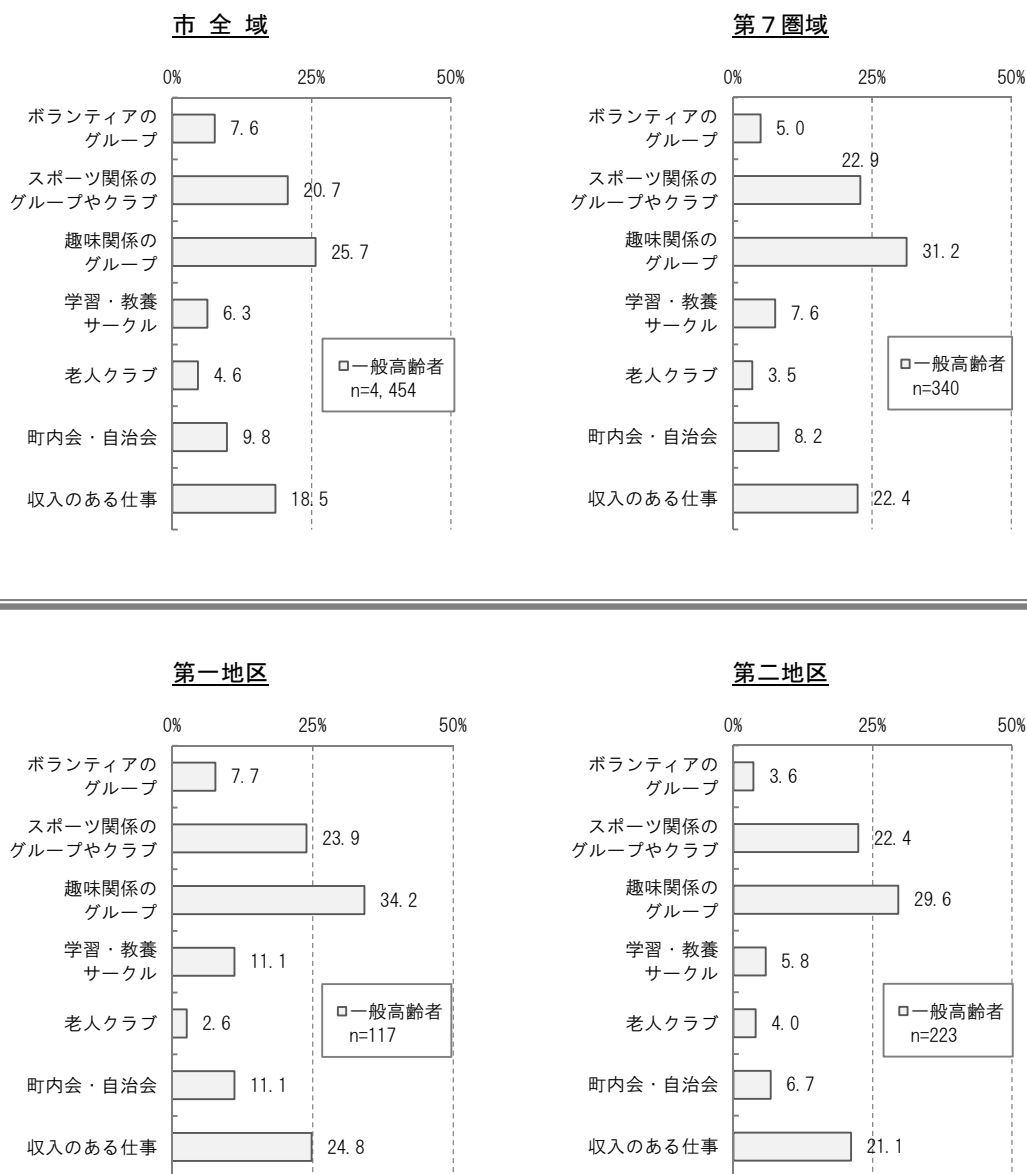 市 全 域
0% 25% 50%
ボランティアの
グループ
7.6
スポーツ関係の
グループやクラブ
20.7
趣味関係の
グループ
25.7
学習・教養
サークル
6.3
老人クラブ
4.6
町内会・自治会
9.8
収入のある仕事
18.5
一般高齢者
n=4,454
第７圏域
0% 25% 50%
ボランティアの
グループ
5.0
スポーツ関係の
グループやクラブ
22.9
趣味関係の
グループ
31.2
学習・教養
サークル
7.6
老人クラブ
3.5
町内会・自治会
8.2
収入のある仕事
22.4
一般高齢者
n=340
第一地区
0% 25% 50%
ボランティアの
グループ
7.7
スポーツ関係の
グループやクラブ
23.9
趣味関係の
グループ
34.2
学習・教養
サークル
11.1
老人クラブ
2.6
町内会・自治会
11.1
収入のある仕事
24.8
一般高齢者
n=117
第二地区
0% 25% 50%
ボランティアの
グループ
3.6
スポーツ関係の
グループやクラブ
22.4
趣味関係の
グループ
29.6
学習・教養
サークル
5.8
老人クラブ
4.0
町内会・自治会
6.7
収入のある仕事
21.1
一般高齢者
n=223